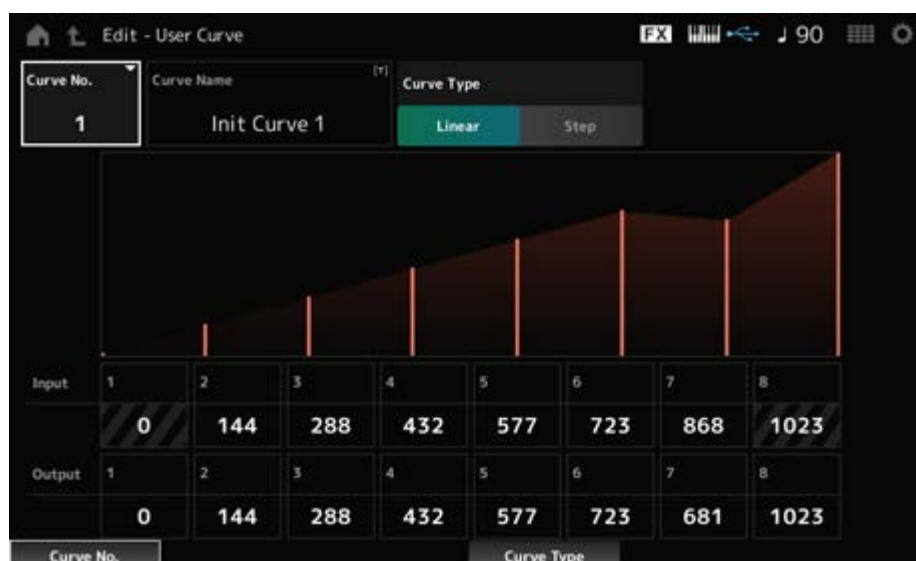 Edit - User Curve FX 90
Curve No. Curve Name [T] Curve Type
1 Init Curve 1 Linear Step
Input 1 2 3 4 5 6 7 8
0 144 288 432 577 723 868 1023
Output 1 2 3 4 5 6 7 8
0 144 288 432 577 723 681 1023
Curve No. Curve Type